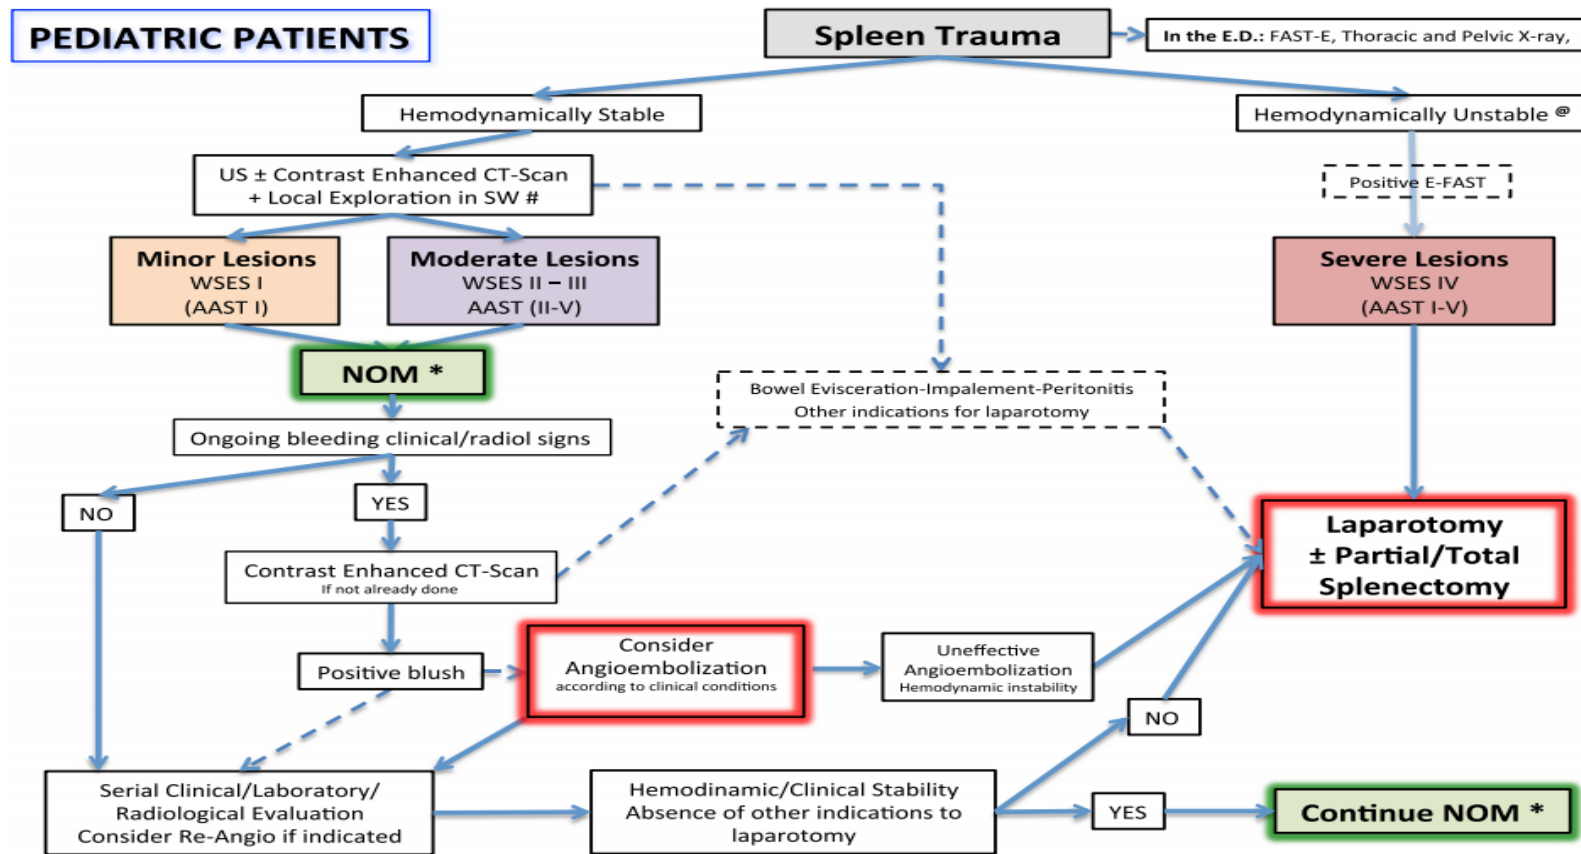 PEDIATRIC PATIENTS
Spleen Trauma
In the E.D.: FAST-E, Thoracic and Pelvic X-ray,
Hemodynamically Stable
Hemodynamically Unstable @
US ± Contrast Enhanced CT-Scan
+ Local Exploration in SW #
Positive E-FAST
Minor Lesions
WSES I
(AAST I)
Moderate Lesions
WSES II – III
AAST (II-V)
Severe Lesions
WSES IV
(AAST I-V)
NOM *
Bowel Evisceration-Impalement-Peritonitis
Other indications for laparotomy
Ongoing bleeding clinical/radiol signs
NO
YES
Laparotomy
± Partial/Total
Splenectomy
Contrast Enhanced CT-Scan
If not already done
Positive blush
Consider
Angioembolization
according to clinical conditions
Uneffective
Angioembolization
Hemodynamic instability
NO
Serial Clinical/Laboratory/
Radiological Evaluation
Consider Re-Angio if indicated
Hemodinamic/Clinical Stability
Absence of other indications to
laparotomy
YES
Continue NOM *